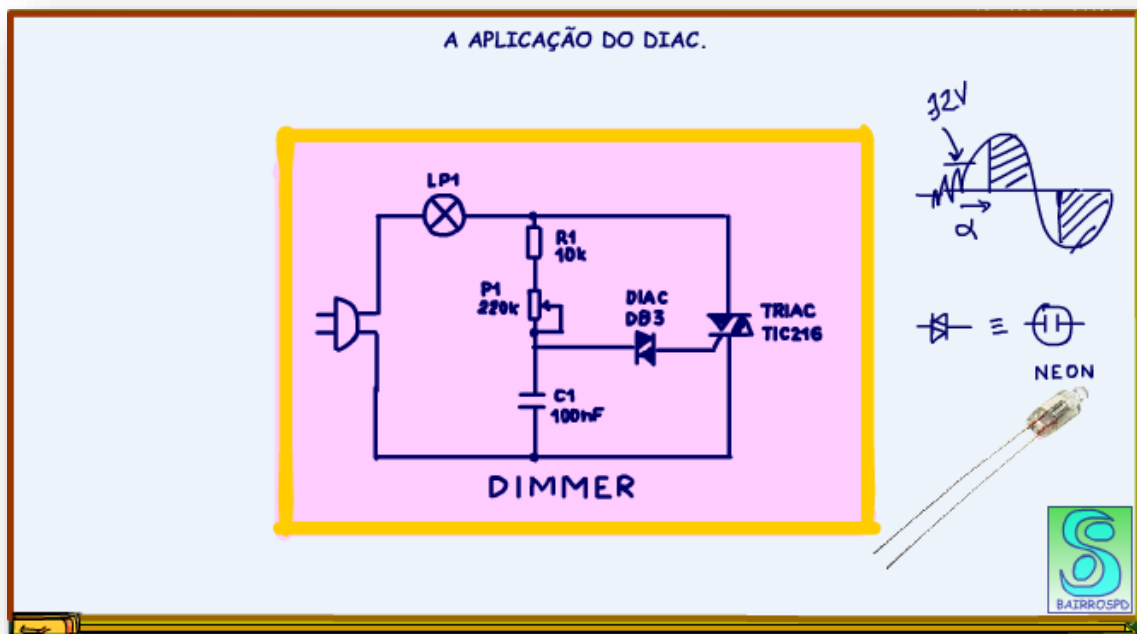 A APLICAÇÃO DO DIAC.
32V
α
LP1
R1
10k
P1
220k
DIAC
DB3
TRIAC
TIC216
C1
100nF
DIMMER
≡
NEON
BAIRROSPD